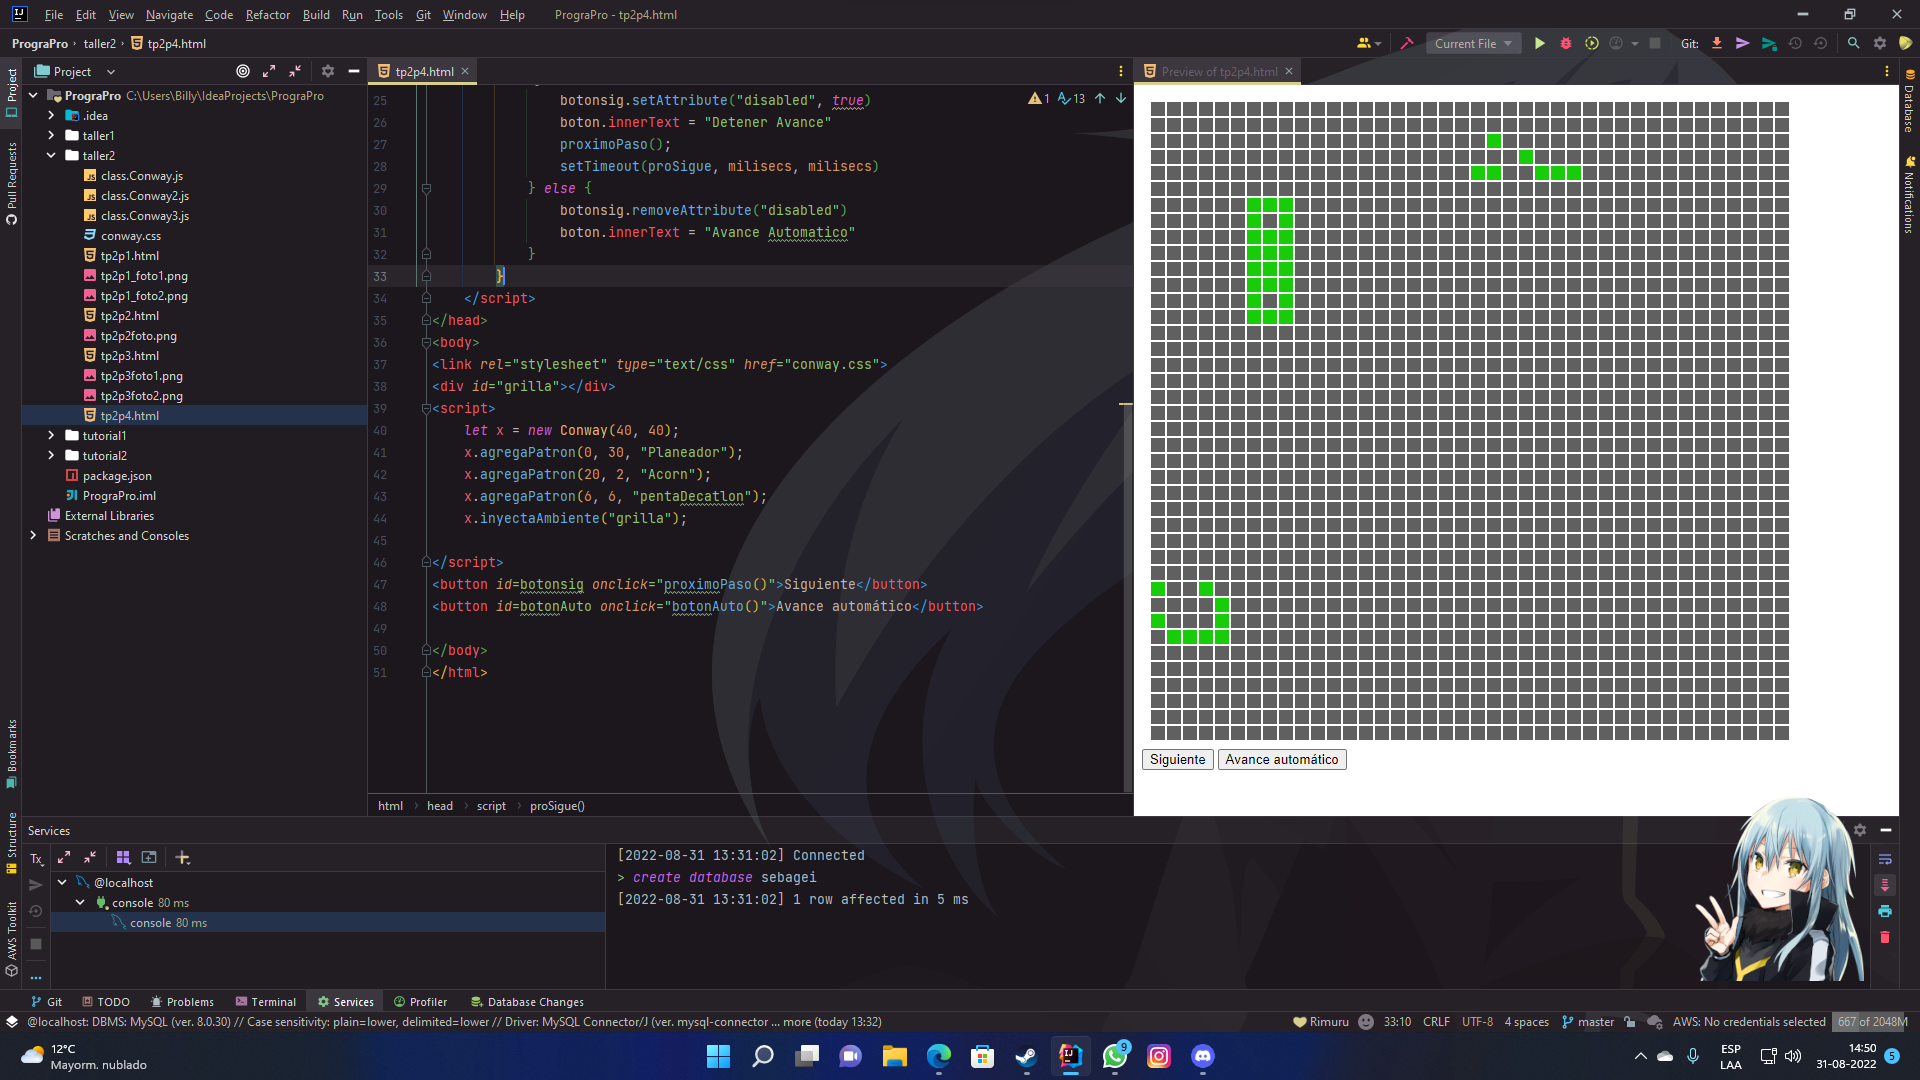 File Edit View Navigate Code Refactor Build Run Tools Git Window Help PrograPro - tp2p4.html
PrograPro taller2 tp2p4.html
Current File
Git:
Project
tp2p4.html
Preview of tp2p4.html
PrograPro C:\Users\Billy\IdeaProjects\PrograPro
.idea
taller1
taller2
class.Conway.js
class.Conway2.js
class.Conway3.js
conway.css
tp2p1.html
tp2p1_foto1.png
tp2p1_foto2.png
tp2p2.html
tp2p2foto.png
tp2p3.html
tp2p3foto1.png
tp2p3foto2.png
tp2p4.html
tutorial1
tutorial2
package.json
PrograPro.iml
External Libraries
Scratches and Consoles
Project
Pull Requests
Bookmarks
Structure
AWS Toolkit
1 13
25 botonsig.setAttribute("disabled", true)
26 boton.innerText = "Detener Avance"
27 proximoPaso();
28 setTimeout(proSigue, milisecs, milisecs)
29 } else {
30 botonsig.removeAttribute("disabled")
31 boton.innerText = "Avance Automatico"
32 }
33 }
34 </script>
35 </head>
36 <body>
37 <link rel="stylesheet" type="text/css" href="conway.css">
38 <div id="grilla"></div>
39 <script>
40 let x = new Conway(40, 40);
41 x.agregaPatron(0, 30, "Planeador");
42 x.agregaPatron(20, 2, "Acorn");
43 x.agregaPatron(6, 6, "pentaDecatlon");
44 x.inyectaAmbiente("grilla");
45
46 </script>
47 <button id=botonsig onclick="proximoPaso()">Siguiente</button>
48 <button id=botonAuto onclick="botonAuto()">Avance automático</button>
49
50 </body>
51 </html>
html head script proSigue()
Siguiente Avance automático
Database
Notifications
Services
Tx
@localhost
console 80 ms
console 80 ms
[2022-08-31 13:31:02] Connected
> create database sebagei
[2022-08-31 13:31:02] 1 row affected in 5 ms
Git TODO Problems Terminal Services Profiler Database Changes
@localhost: DBMS: MySQL (ver. 8.0.30) // Case sensitivity: plain=lower, delimited=lower // Driver: MySQL Connector/J (ver. mysql-connector ... more (today 13:32)
Rimuru 33:10 CRLF UTF-8 4 spaces master AWS: No credentials selected 667 of 2048M
12°C
Mayorm. nublado
9
ESP
LAA
14:50
31-08-2022
5